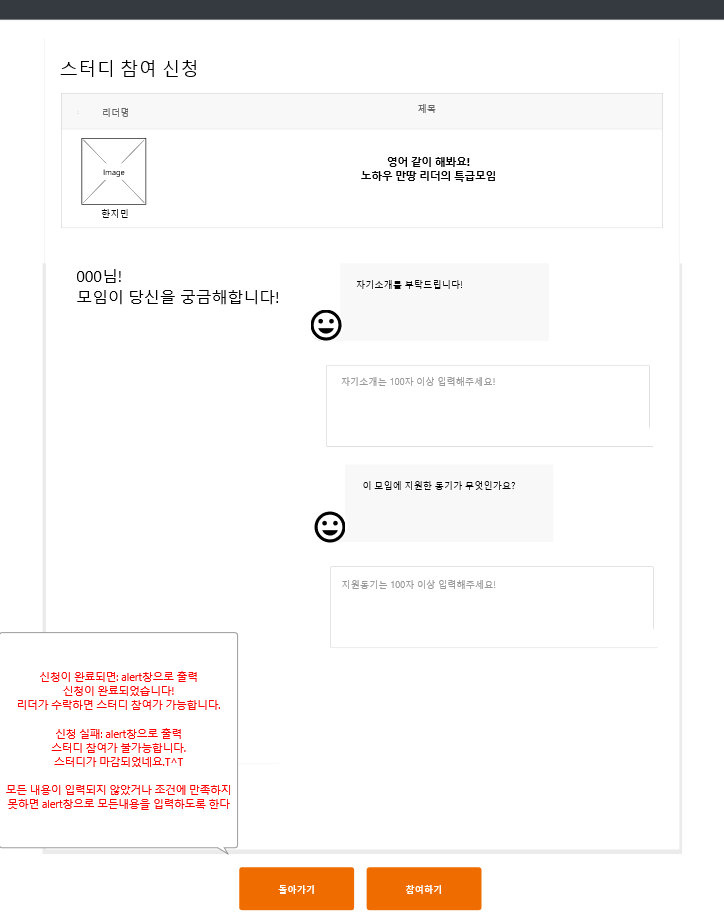 스터디 참여 신청
리더명
제목
Image
한지민
영어 같이 해봐요!
노하우 만땅 리더의 특급모임
000님!
모임이 당신을 궁금해합니다!
자기소개를 부탁드립니다!
자기소개는 100자 이상 입력해주세요!
이 모임에 지원한 동기가 무엇인가요?
지원동기는 100자 이상 입력해주세요!
신청이 완료되면: alert창으로 출력
신청이 완료되었습니다!
리더가 수락하면 스터디 참여가 가능합니다.
신청 실패: alert창으로 출력
스터디 참여가 불가능합니다.
스터디가 마감되었네요.T^T
모든 내용이 입력되지 않았거나 조건에 만족하지
못하면 alert창으로 모든내용을 입력하도록 한다
돌아가기
참여하기